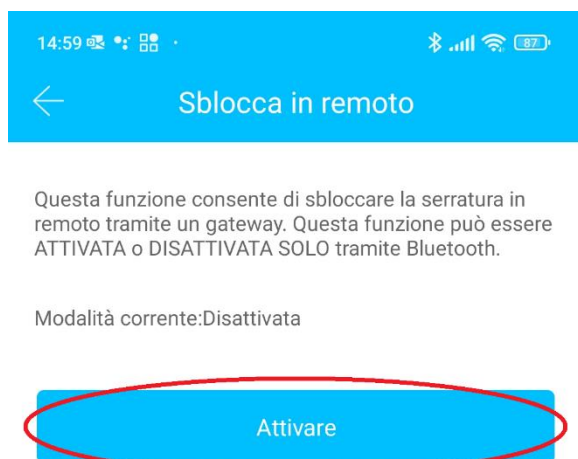 14:59
87
Sblocca in remoto
Questa funzione consente di sbloccare la serratura in
remoto tramite un gateway. Questa funzione può essere
ATTIVATA o DISATTIVATA SOLO tramite Bluetooth.
Modalità corrente:Disattivata
Attivare